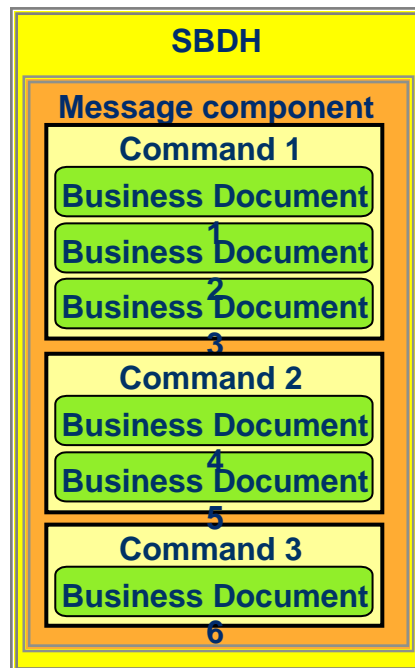 SBDH
Message component
Command 1
Business Document
1
Business Document
2
Business Document
3
Command 2
Business Document
4
Business Document
5
Command 3
Business Document
6